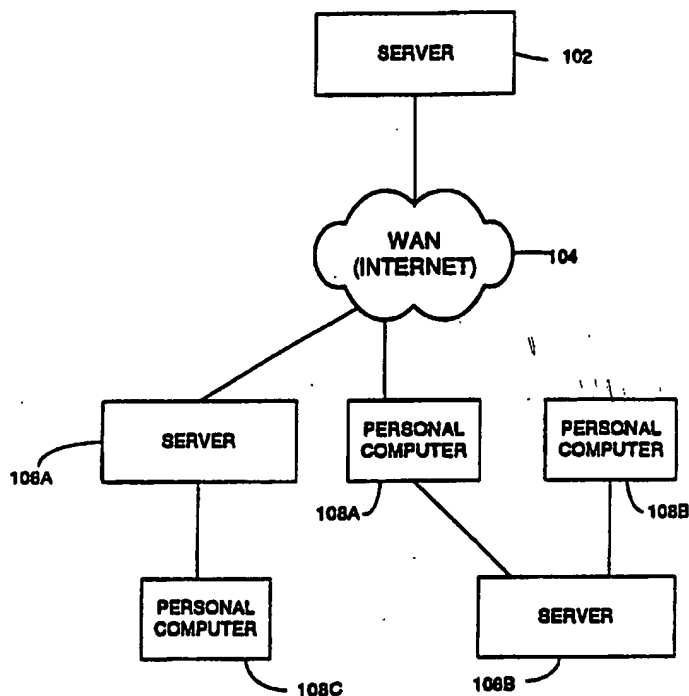 SERVER
102
WAN
(INTERNET)
104
SERVER
106A
PERSONAL
COMPUTER
108A
PERSONAL
COMPUTER
108B
PERSONAL
COMPUTER
108C
SERVER
106B